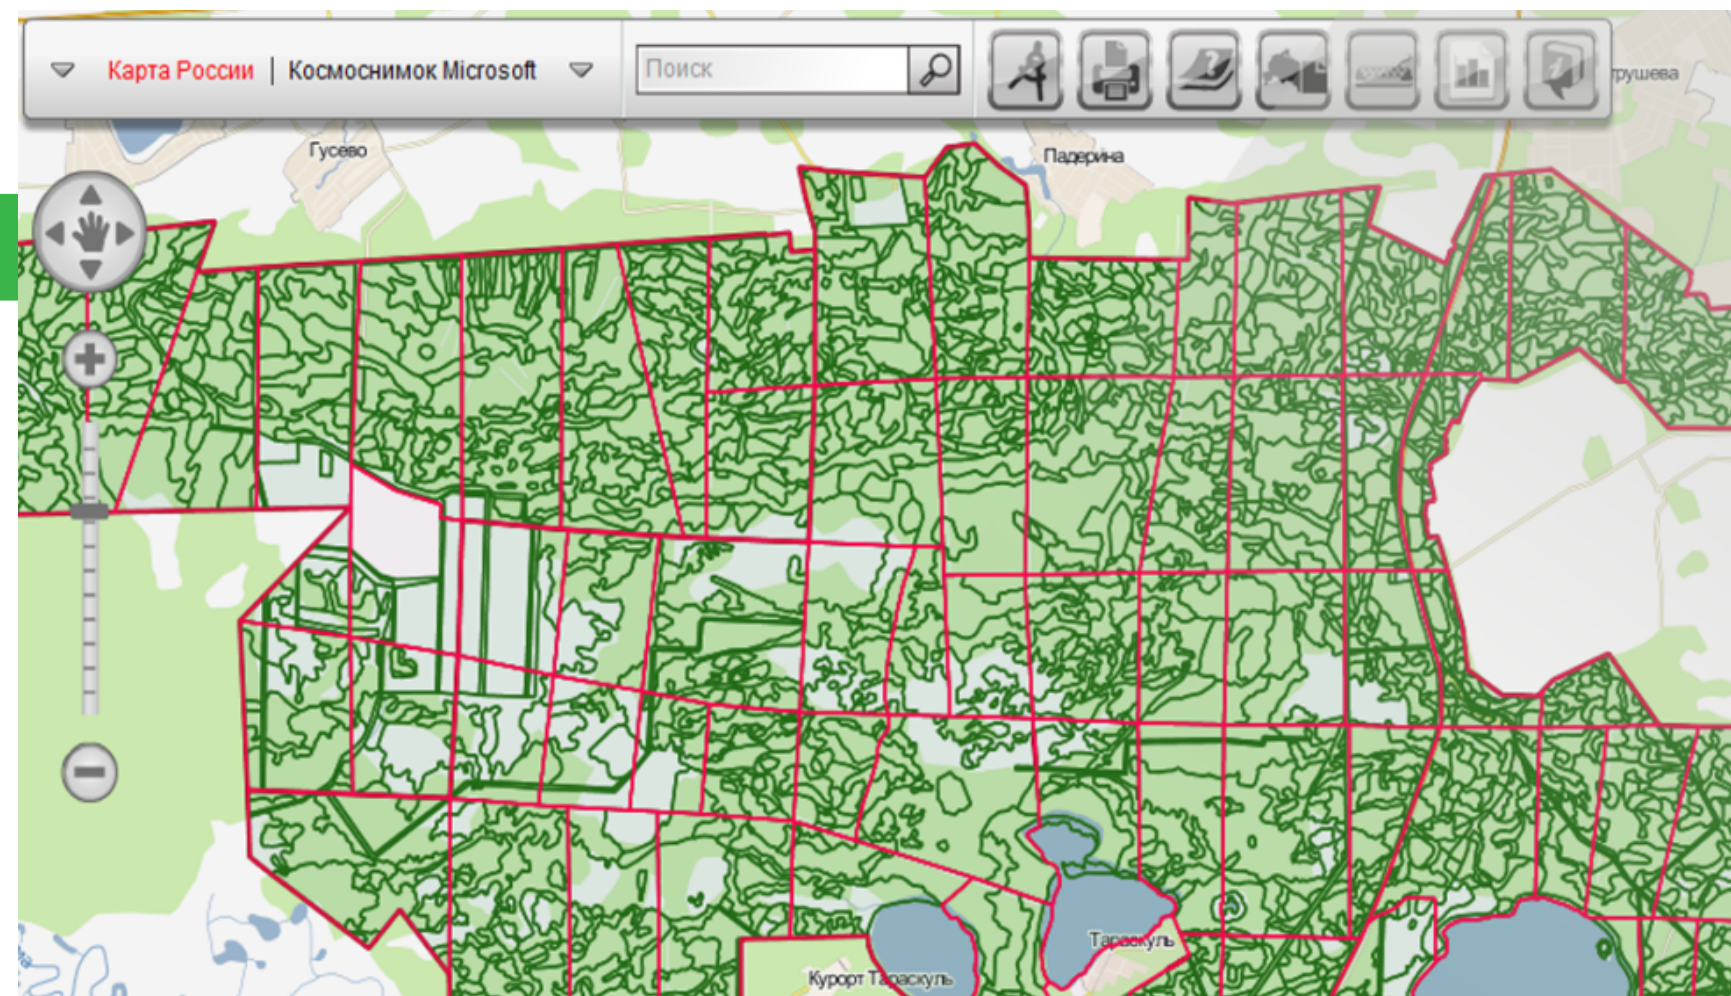 Карта России | Космоснимок Microsoft
Поиск
Гусево
Падерина
Тараскуль
Курорт Тараскуль